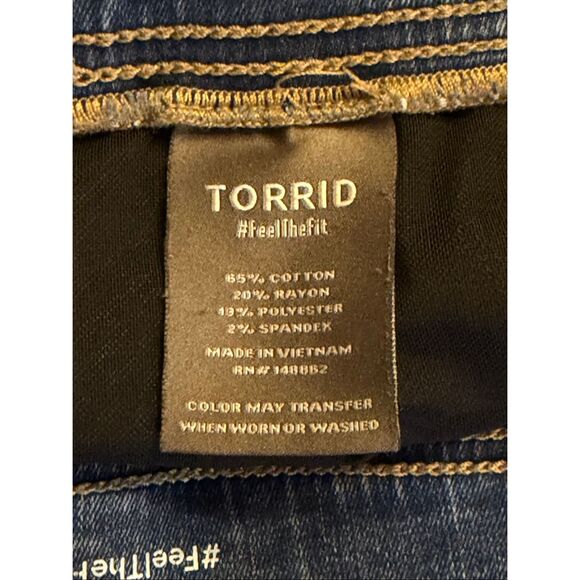 TORRID
#FeelTheFit
65% COTTON
20% RAYON
13% POLYESTER
2% SPANDEX
MADE IN VIETNAM
RN# 148882
COLOR MAY TRANSFER
WHEN WORN OR WASHED
#FeelThe